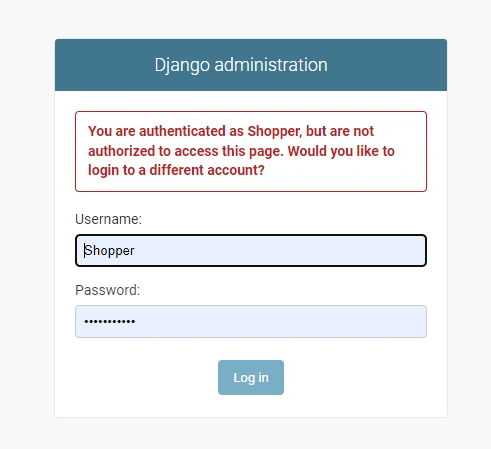 Django administration
You are authenticated as Shopper, but are not
authorized to access this page. Would you like to
login to a different account?
Username:
Shopper
Password:
•••••••••••
Log in